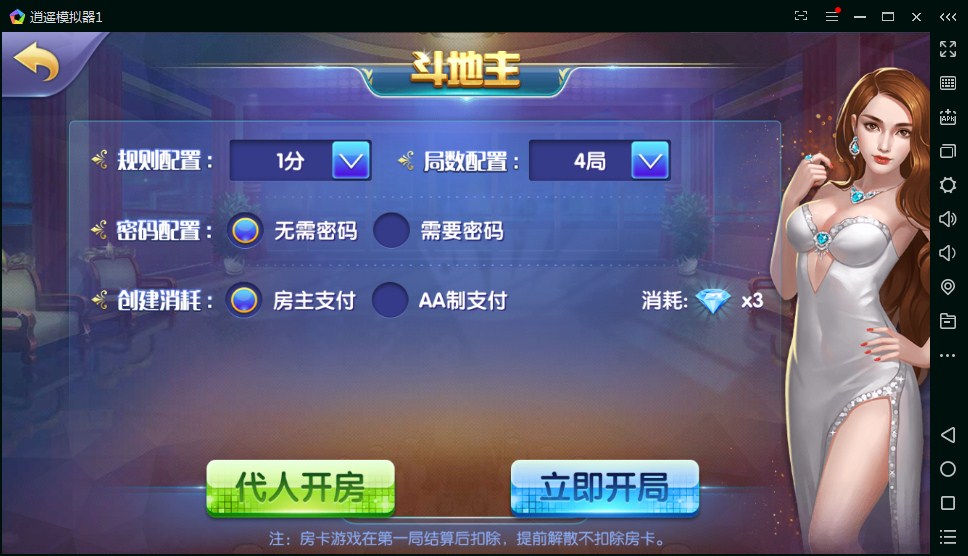 逍遥模拟器1
斗地主
规则配置： 1分 局数配置： 4局
密码配置： 无需密码 需要密码
创建消耗： 房主支付 AA制支付 消耗: x3
代人开房 立即开局
注：房卡游戏在第一局结算后扣除，提前解散不扣除房卡。
APK